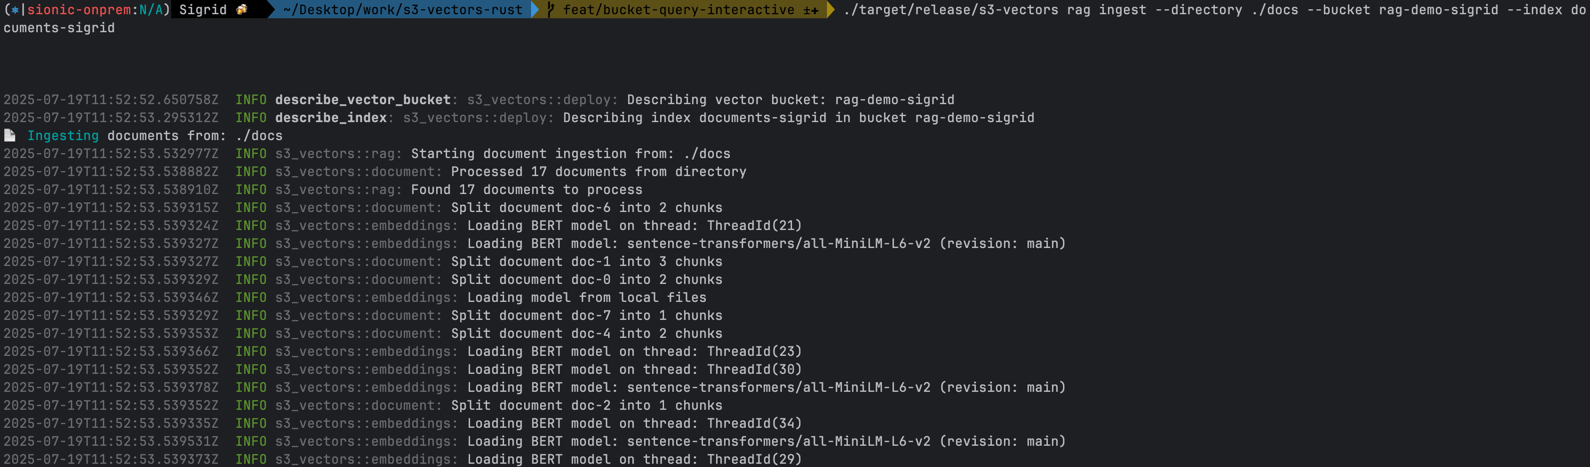 (⎈|sionic-onprem:N/A) Sigrid 🍻 ~/Desktop/work/s3-vectors-rust feat/bucket-query-interactive ±+ ./target/release/s3-vectors rag ingest --directory ./docs --bucket rag-demo-sigrid --index do
cuments-sigrid
2025-07-19T11:52:52.650758Z  INFO describe_vector_bucket: s3_vectors::deploy: Describing vector bucket: rag-demo-sigrid
2025-07-19T11:52:53.295312Z  INFO describe_index: s3_vectors::deploy: Describing index documents-sigrid in bucket rag-demo-sigrid
📄 Ingesting documents from: ./docs
2025-07-19T11:52:53.532977Z  INFO s3_vectors::rag: Starting document ingestion from: ./docs
2025-07-19T11:52:53.538882Z  INFO s3_vectors::document: Processed 17 documents from directory
2025-07-19T11:52:53.538910Z  INFO s3_vectors::rag: Found 17 documents to process
2025-07-19T11:52:53.539315Z  INFO s3_vectors::document: Split document doc-6 into 2 chunks
2025-07-19T11:52:53.539324Z  INFO s3_vectors::embeddings: Loading BERT model on thread: ThreadId(21)
2025-07-19T11:52:53.539327Z  INFO s3_vectors::embeddings: Loading BERT model: sentence-transformers/all-MiniLM-L6-v2 (revision: main)
2025-07-19T11:52:53.539327Z  INFO s3_vectors::document: Split document doc-1 into 3 chunks
2025-07-19T11:52:53.539329Z  INFO s3_vectors::document: Split document doc-0 into 2 chunks
2025-07-19T11:52:53.539346Z  INFO s3_vectors::embeddings: Loading model from local files
2025-07-19T11:52:53.539329Z  INFO s3_vectors::document: Split document doc-7 into 1 chunks
2025-07-19T11:52:53.539353Z  INFO s3_vectors::document: Split document doc-4 into 2 chunks
2025-07-19T11:52:53.539366Z  INFO s3_vectors::embeddings: Loading BERT model on thread: ThreadId(23)
2025-07-19T11:52:53.539352Z  INFO s3_vectors::embeddings: Loading BERT model on thread: ThreadId(30)
2025-07-19T11:52:53.539378Z  INFO s3_vectors::embeddings: Loading BERT model: sentence-transformers/all-MiniLM-L6-v2 (revision: main)
2025-07-19T11:52:53.539352Z  INFO s3_vectors::document: Split document doc-2 into 1 chunks
2025-07-19T11:52:53.539335Z  INFO s3_vectors::embeddings: Loading BERT model on thread: ThreadId(34)
2025-07-19T11:52:53.539531Z  INFO s3_vectors::embeddings: Loading BERT model: sentence-transformers/all-MiniLM-L6-v2 (revision: main)
2025-07-19T11:52:53.539373Z  INFO s3_vectors::embeddings: Loading BERT model on thread: ThreadId(29)